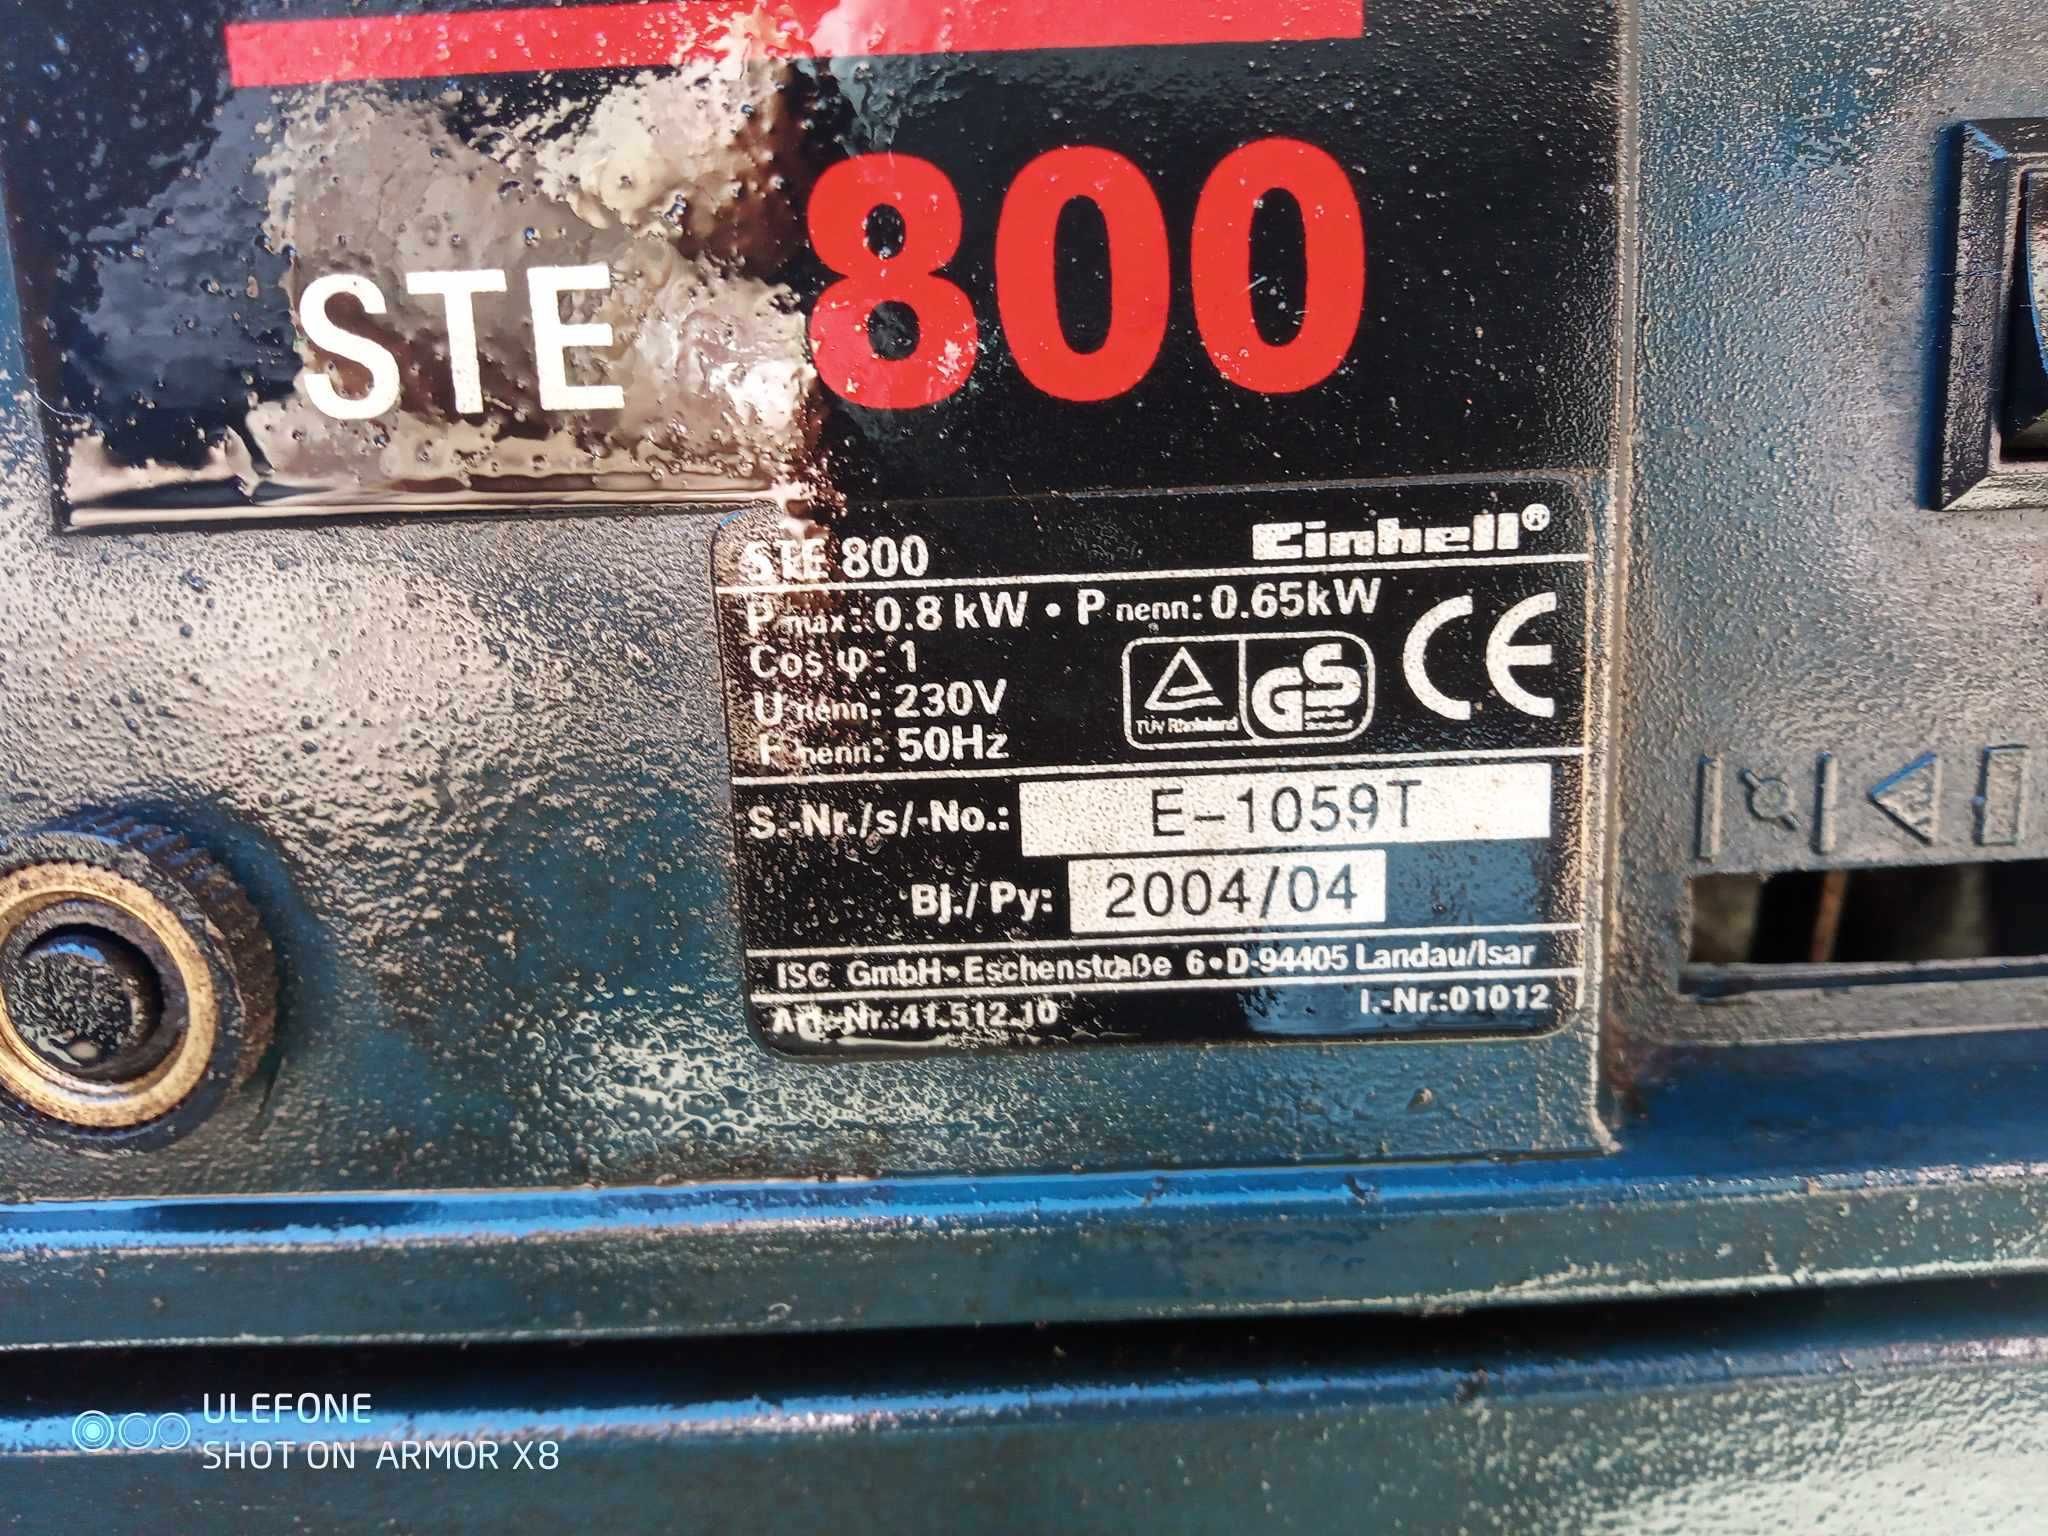 STE 800
STE 800 Einhell®
P max: 0.8 kW • P nenn: 0.65kW
Cos φ: 1
U nenn: 230V
F nenn: 50Hz
TÜV Rheinland GS CE
S.-Nr./s/-No.: E-1059T
Bj./ Py: 2004/04
ISC GmbH•Eschenstraße 6•D-94405 Landau/Isar
Art.-Nr.:41.512.10 I.-Nr.:01012
ULEFONE
SHOT ON ARMOR X8